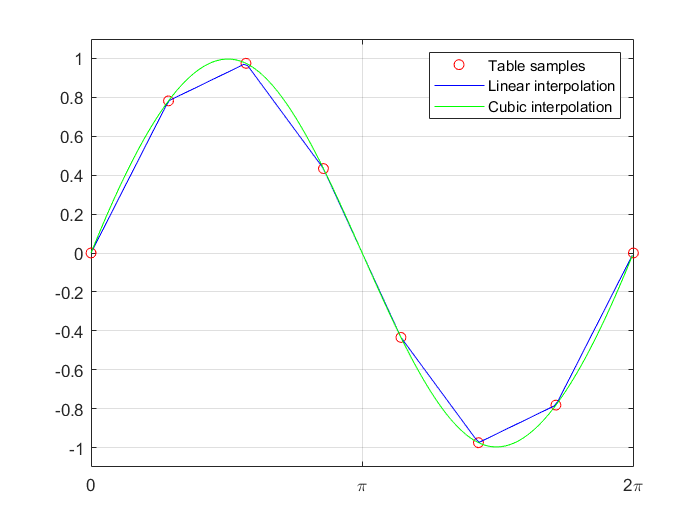 1
0.8
0.6
0.4
0.2
0
-0.2
-0.4
-0.6
-0.8
-1
0
π
2π
Table samples
Linear interpolation
Cubic interpolation